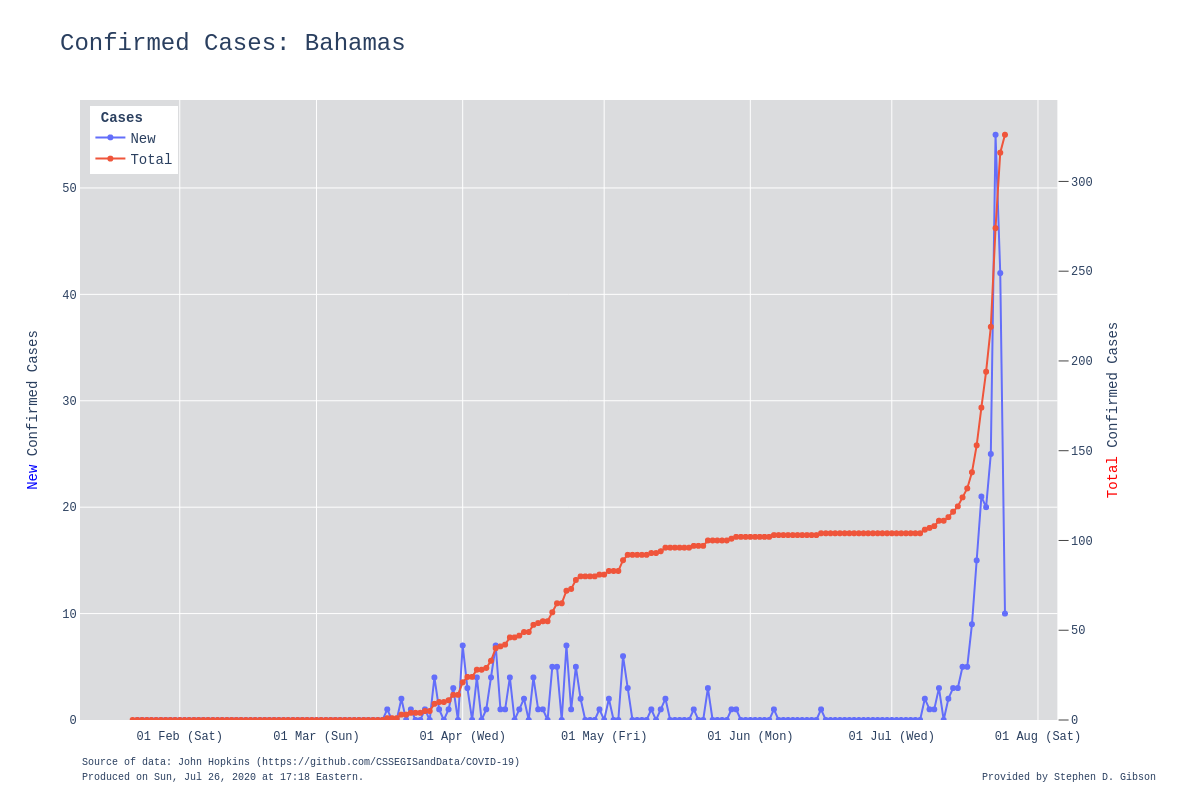 Confirmed Cases: Bahamas
Cases
New
Total
50
40
30
20
10
0
300
250
200
150
100
50
0
New Confirmed Cases
Total Confirmed Cases
01 Feb (Sat) 01 Mar (Sun) 01 Apr (Wed) 01 May (Fri) 01 Jun (Mon) 01 Jul (Wed) 01 Aug (Sat)
Source of data: John Hopkins (https://github.com/CSSEGISandData/COVID-19)
Produced on Sun, Jul 26, 2020 at 17:18 Eastern.
Provided by Stephen D. Gibson